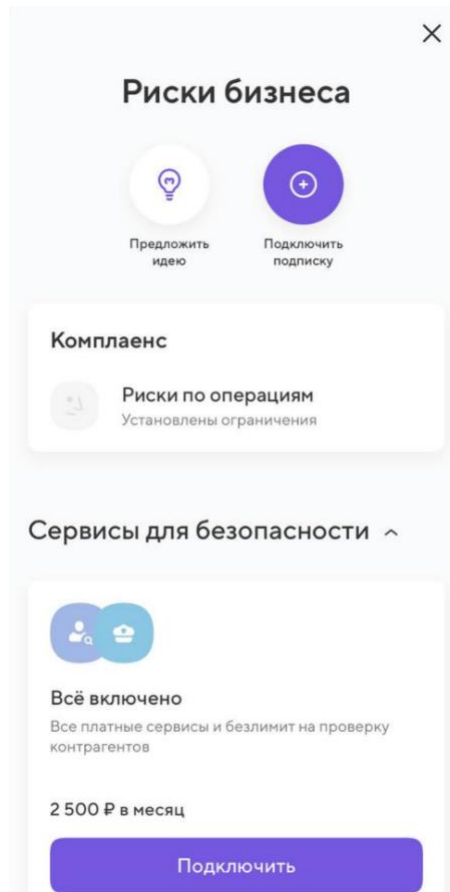 Риски бизнеса
Предложить
идею
Подключить
подписку
Комплаенс
Риски по операциям
Установлены ограничения
Сервисы для безопасности
Всё включено
Все платные сервисы и безлимит на проверку
контрагентов
2 500 ₽ в месяц
Подключить